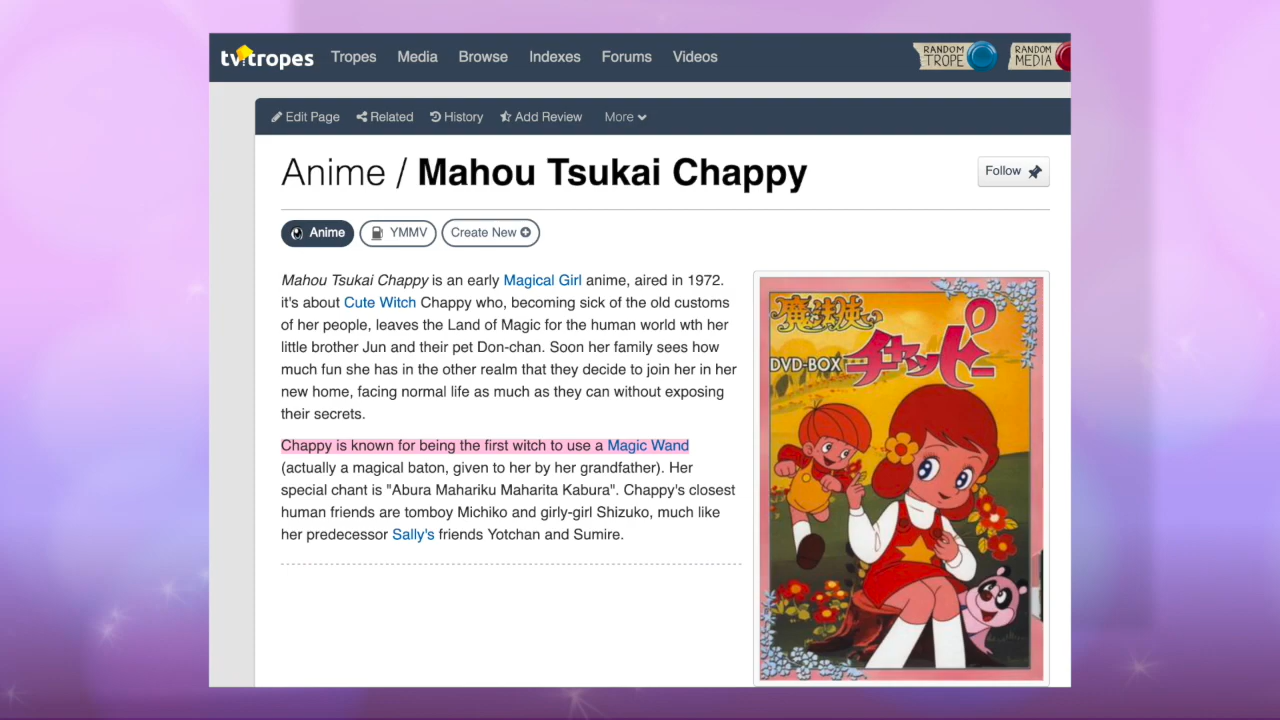 tvtropes Tropes Media Browse Indexes Forums Videos RANDOM TROPE RANDOM MEDIA
Edit Page Related History Add Review More
Anime / Mahou Tsukai Chappy
Follow
Anime YMMV Create New
Mahou Tsukai Chappy is an early Magical Girl anime, aired in 1972.
it's about Cute Witch Chappy who, becoming sick of the old customs
of her people, leaves the Land of Magic for the human world wth her
little brother Jun and their pet Don-chan. Soon her family sees how
much fun she has in the other realm that they decide to join her in her
new home, facing normal life as much as they can without exposing
their secrets.
Chappy is known for being the first witch to use a Magic Wand
(actually a magical baton, given to her by her grandfather). Her
special chant is "Abura Mahariku Maharita Kabura". Chappy's closest
human friends are tomboy Michiko and girly-girl Shizuko, much like
her predecessor Sally's friends Yotchan and Sumire.
魔法使い
DVD-BOX チャッピー